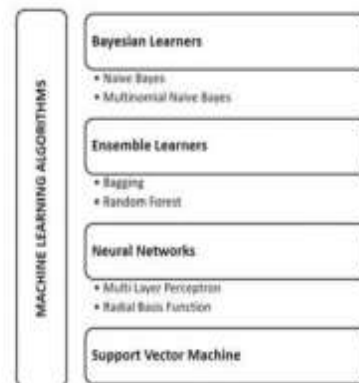 MACHINE LEARNING ALGORITHMS
Bayesian Learners
• Naive Bayes
• Multinomial Naive Bayes
Ensemble Learners
• Bagging
• Random Forest
Neural Networks
• Multi Layer Perceptron
• Radial Basis Function
Support Vector Machine